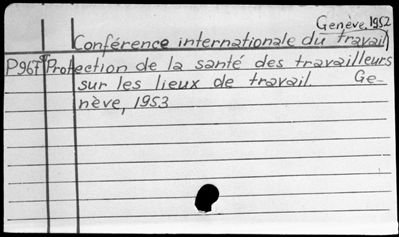 Genève, 1952
Conférence internationale du travail
P967 Protection de la santé des travailleurs
sur les lieux de travail. Ge-
nève, 1953